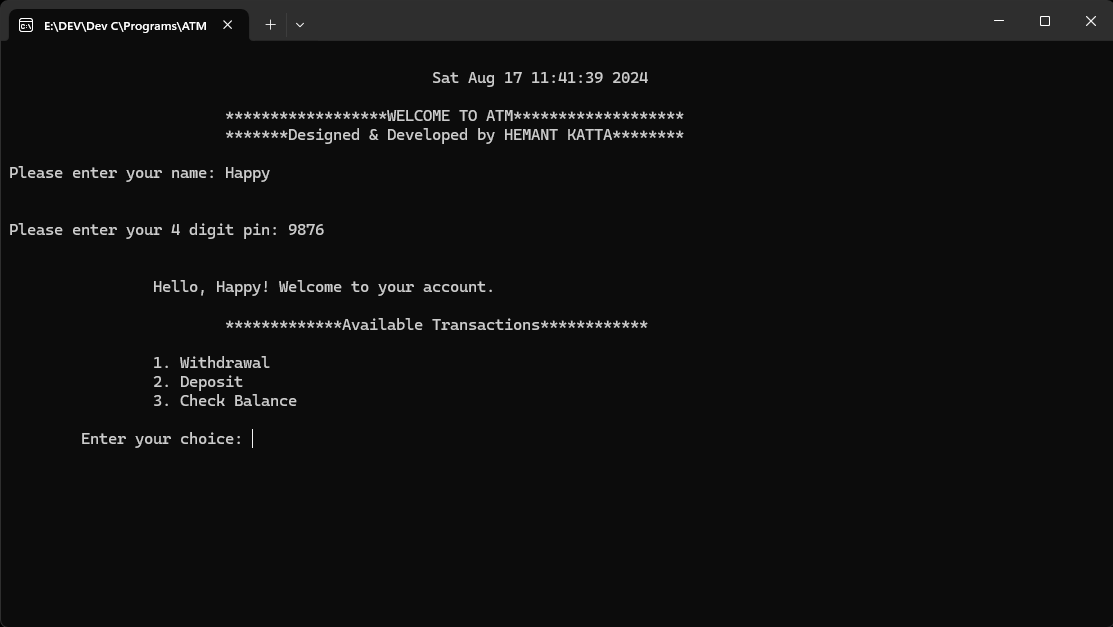 E:\DEV\Dev C\Programs\ATM
Sat Aug 17 11:41:39 2024
******************WELCOME TO ATM*******************
*******Designed & Developed by HEMANT KATTA********
Please enter your name: Happy
Please enter your 4 digit pin: 9876
Hello, Happy! Welcome to your account.
*************Available Transactions************
1. Withdrawal
2. Deposit
3. Check Balance
Enter your choice: